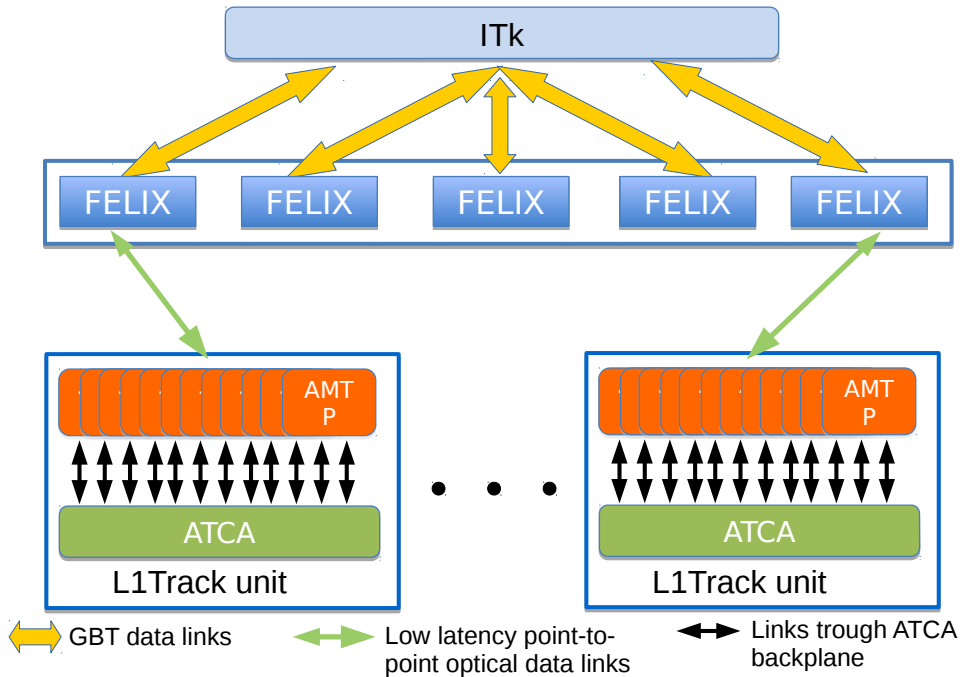 ITk
FELIX FELIX FELIX FELIX FELIX
AMT
P
AMT
P
ATCA
ATCA
L1Track unit
L1Track unit
GBT data links
Low latency point-to-
point optical data links
Links trough ATCA
backplane